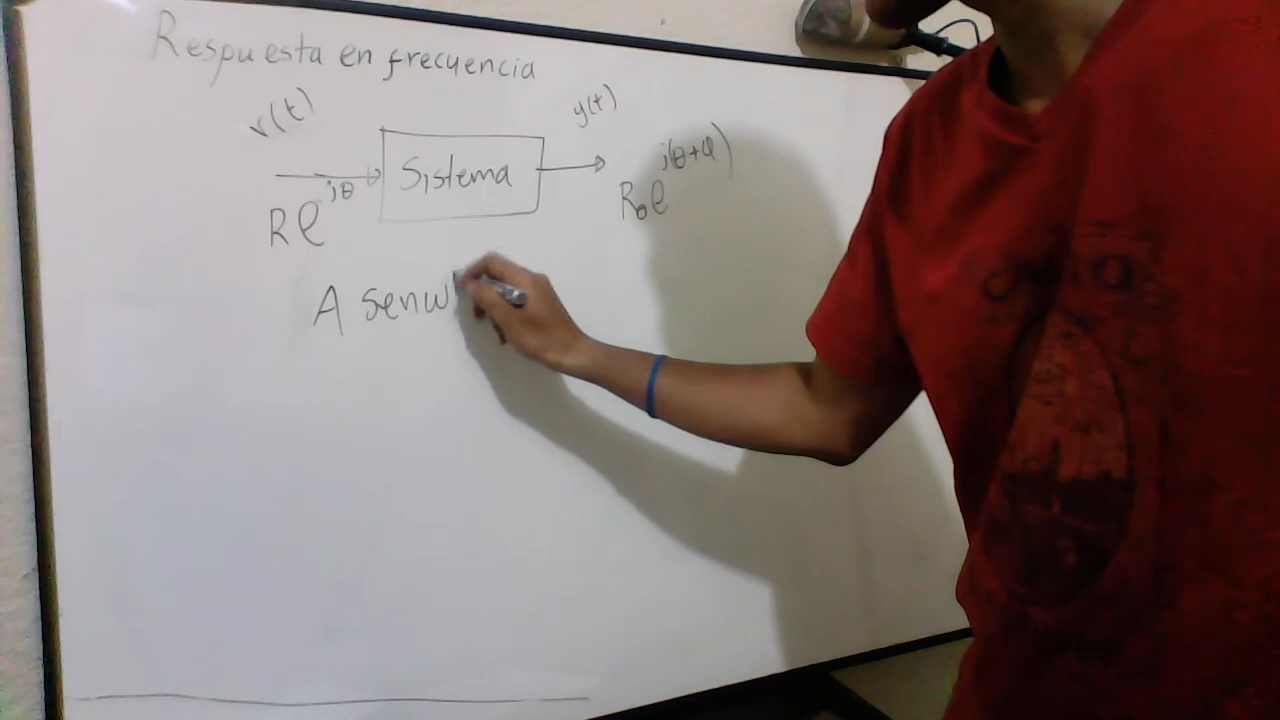 Respuesta en frecuencia
r(t)
y(t)
Sistema
Re^jθ
R₀e^j(θ+φ)
A senw